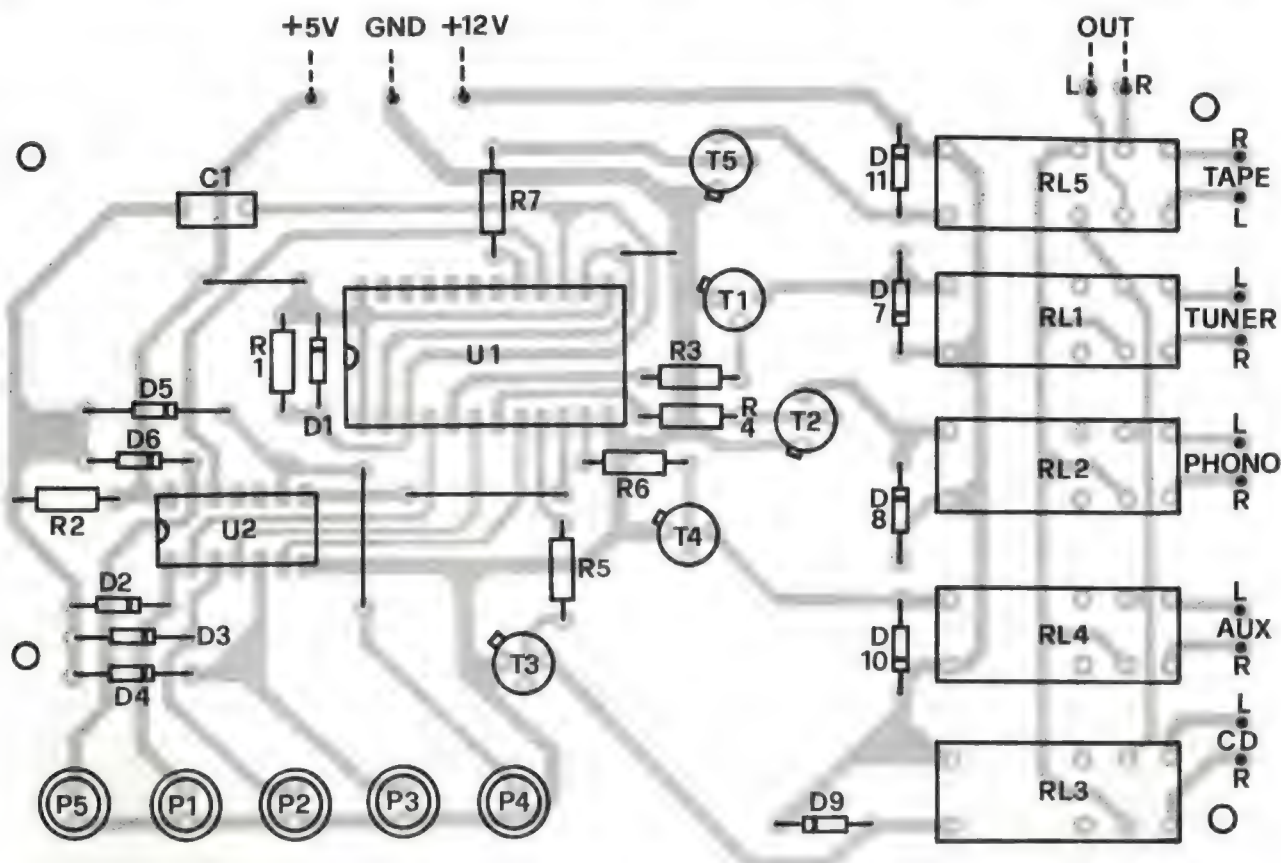 +5V GND +12V OUT
L R
C1
R7
T5
D 11
RL5
R
TAPE
L
T1
D 7
RL1
L
TUNER
R
R 1
D1
U1
R3
R 4
D5
D6
T2
RL2
L
PHONO
R
R2
U2
R6
D 8
T4
R5
D2
D3
D4
T3
D 10
RL4
L
AUX
R
L
CD
R
P5 P1 P2 P3 P4
D9
RL3